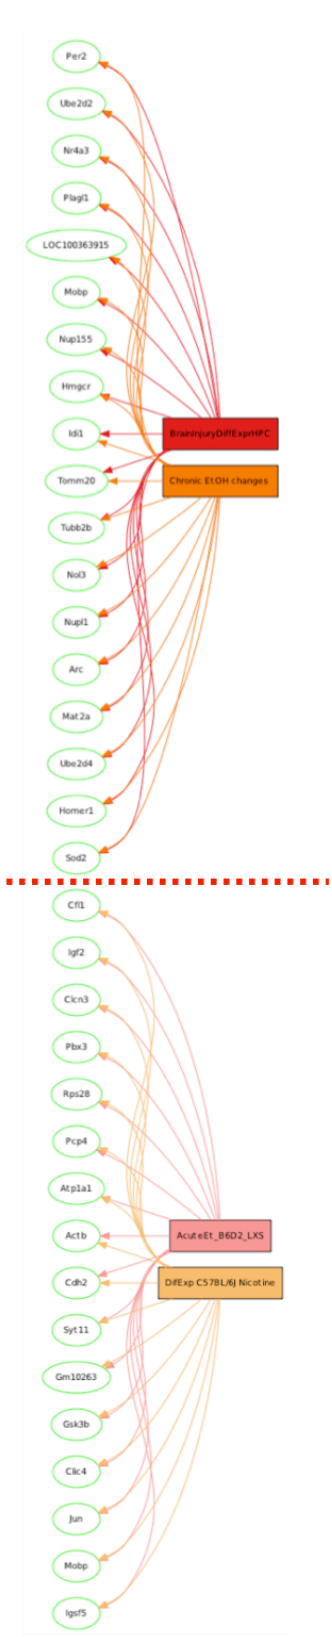 Per2
Ube2d2
Nr4a3
Plagl1
LOC100363915
Mobp
Nup155
Hmgcr
BrainInjuryDiffExprHPC
Idi1
Chronic EtOH changes
Tomm20
Tubb2b
Nol3
Nupl1
Arc
Mat2a
Ube2d4
Homer1
Sod2
Cfl1
Igf2
Clcn3
Pbx3
Rps28
Pcp4
Atp1a1
AcuteEt_B6D2_LXS
Actb
DifExp C57BL/6J Nicotine
Cdh2
Syt11
Gm10263
Gsk3b
Clic4
Jun
Mobp
Igsf5